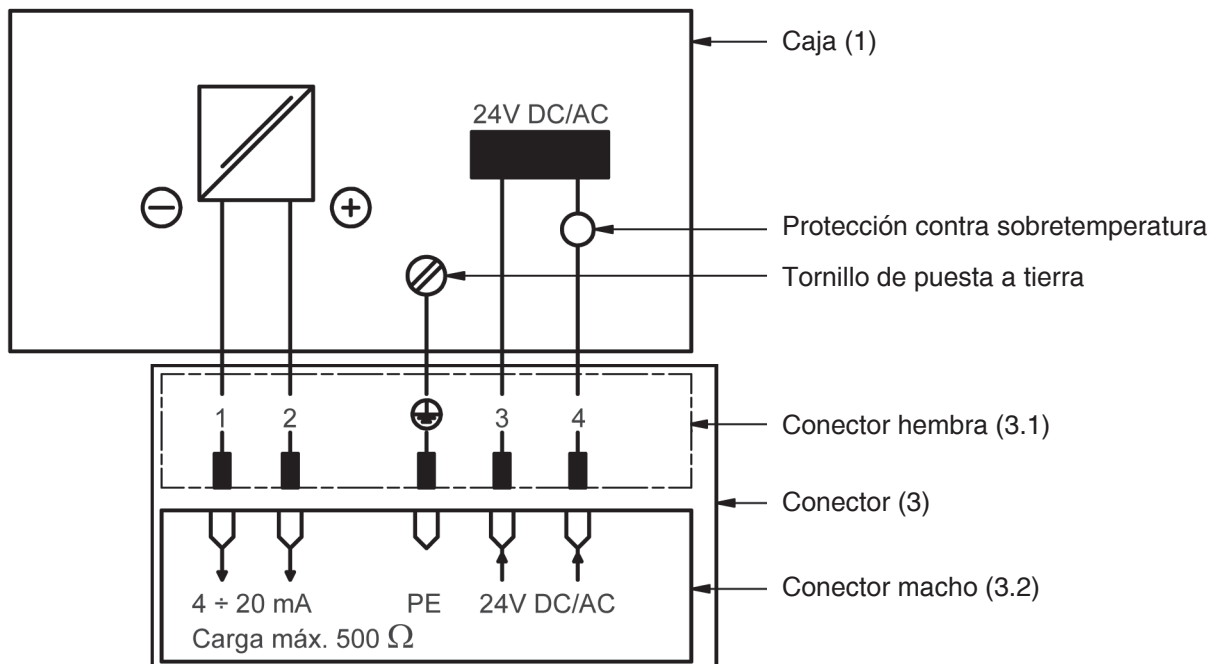 Caja (1)
24V DC/AC
Protección contra sobretemperatura
Tornillo de puesta a tierra
1 2 3 4
Conector hembra (3.1)
Conector (3)
Conector macho (3.2)
4 ÷ 20 mA PE 24V DC/AC
Carga máx. 500 Ω